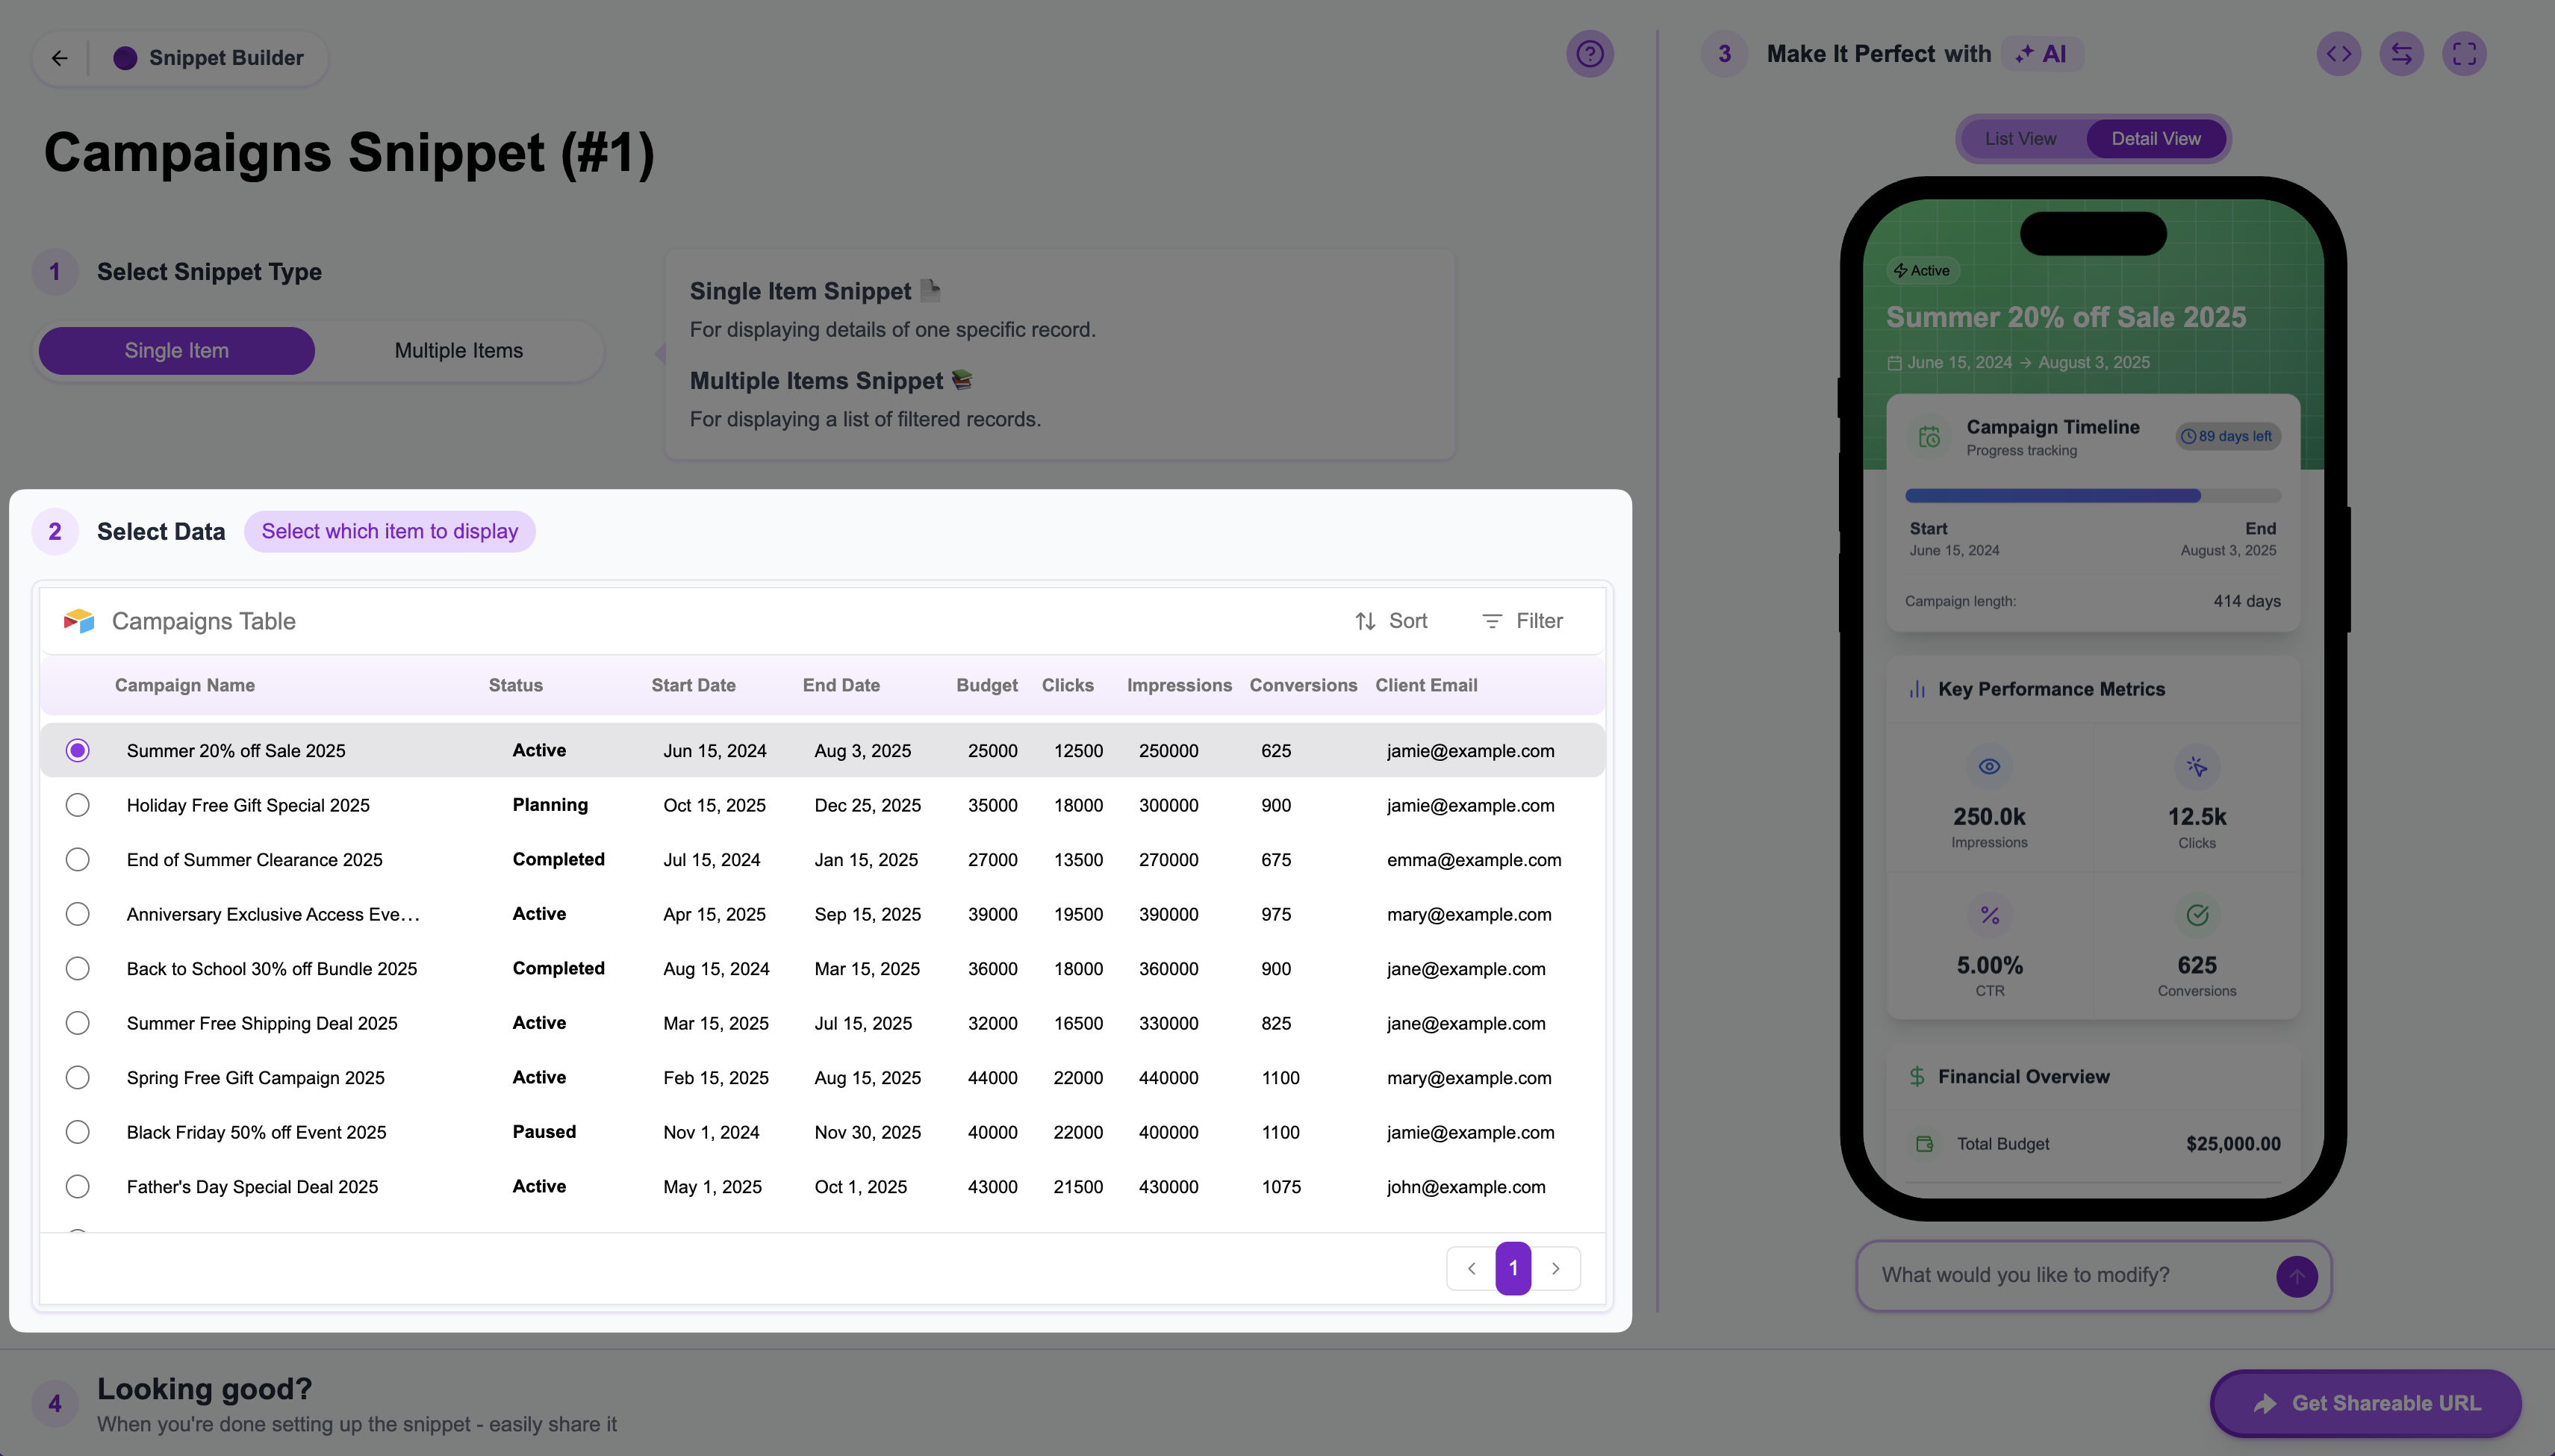 Snippet Builder
Campaigns Snippet (#1)
1 Select Snippet Type
Single Item Multiple Items
Single Item Snippet
For displaying details of one specific record.
Multiple Items Snippet
For displaying a list of filtered records.
2 Select Data Select which item to display
Campaigns Table Sort Filter
Campaign Name Status Start Date End Date Budget Clicks Impressions Conversions Client Email
Summer 20% off Sale 2025 Active Jun 15, 2024 Aug 3, 2025 25000 12500 250000 625 jamie@example.com
Holiday Free Gift Special 2025 Planning Oct 15, 2025 Dec 25, 2025 35000 18000 300000 900 jamie@example.com
End of Summer Clearance 2025 Completed Jul 15, 2024 Jan 15, 2025 27000 13500 270000 675 emma@example.com
Anniversary Exclusive Access Eve... Active Apr 15, 2025 Sep 15, 2025 39000 19500 390000 975 mary@example.com
Back to School 30% off Bundle 2025 Completed Aug 15, 2024 Mar 15, 2025 36000 18000 360000 900 jane@example.com
Summer Free Shipping Deal 2025 Active Mar 15, 2025 Jul 15, 2025 32000 16500 330000 825 jane@example.com
Spring Free Gift Campaign 2025 Active Feb 15, 2025 Aug 15, 2025 44000 22000 440000 1100 mary@example.com
Black Friday 50% off Event 2025 Paused Nov 1, 2024 Nov 30, 2025 40000 22000 400000 1100 jamie@example.com
Father's Day Special Deal 2025 Active May 1, 2025 Oct 1, 2025 43000 21500 430000 1075 john@example.com
1
3 Make It Perfect with AI
List View Detail View
Active
Summer 20% off Sale 2025
June 15, 2024 → August 3, 2025
Campaign Timeline
Progress tracking
89 days left
Start End
June 15, 2024 August 3, 2025
Campaign length: 414 days
Key Performance Metrics
250.0k 12.5k
Impressions Clicks
5.00% 625
CTR Conversions
Financial Overview
Total Budget $25,000.00
What would you like to modify?
4 Looking good?
When you're done setting up the snippet - easily share it
Get Shareable URL